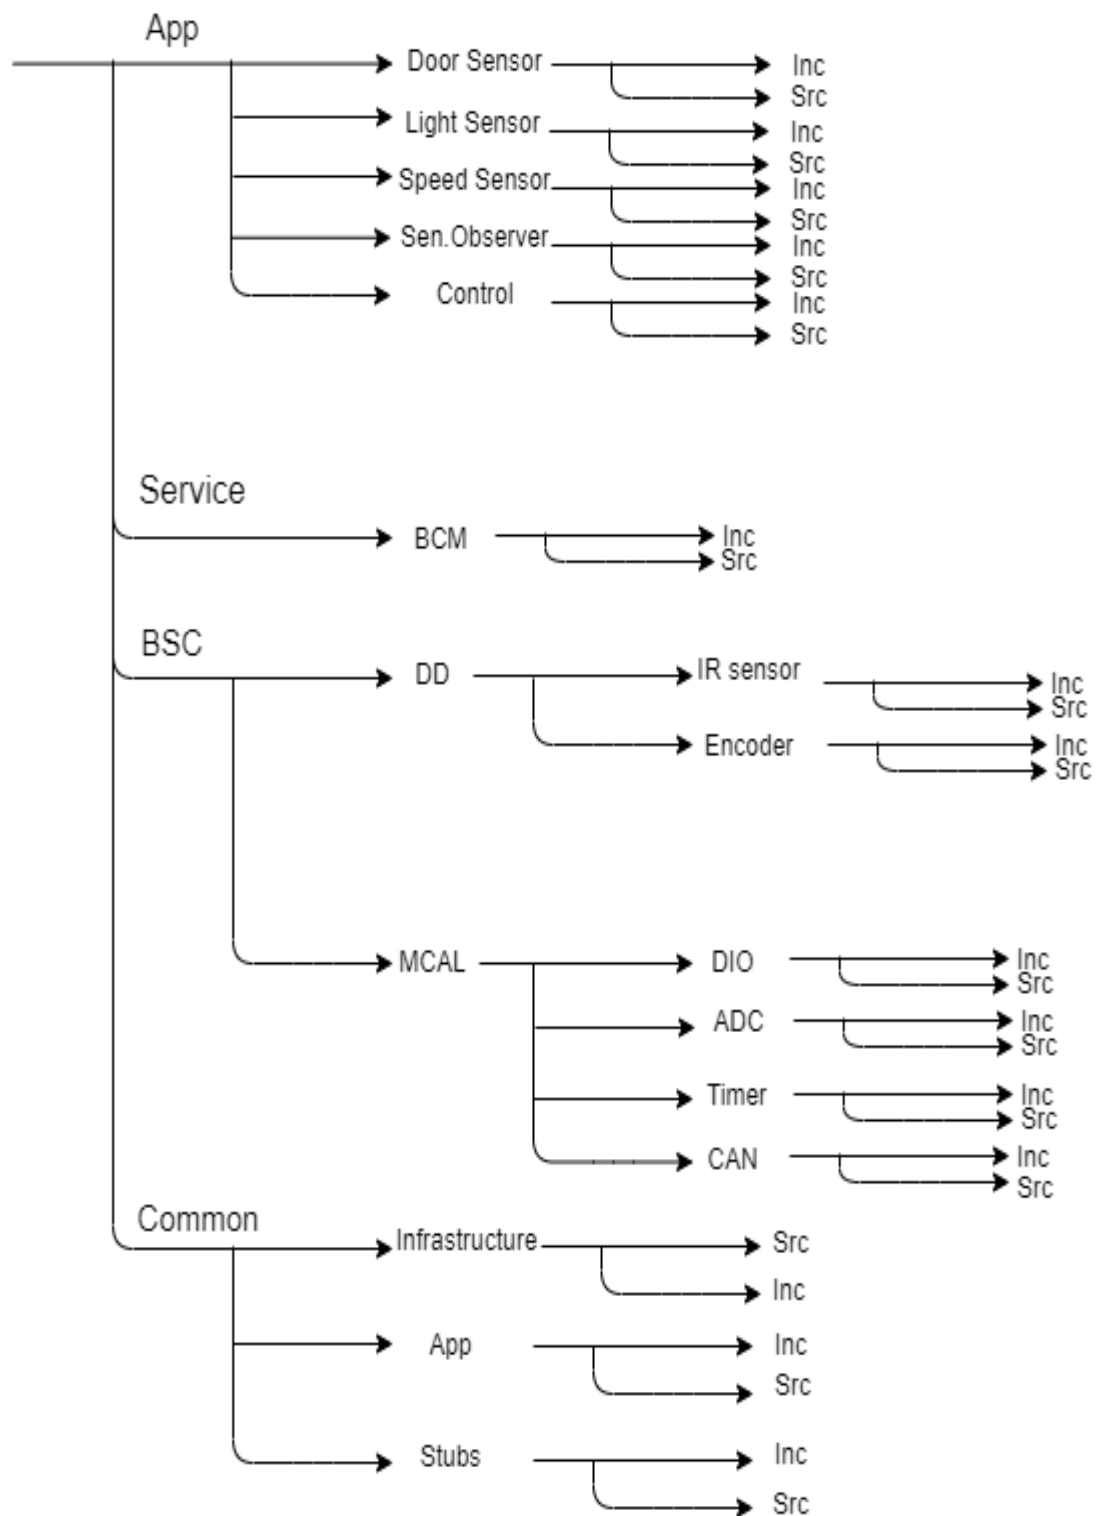 App
Door Sensor
Inc
Src
Light Sensor
Inc
Src
Speed Sensor
Inc
Src
Sen.Observer
Inc
Src
Control
Inc
Src
Service
BCM
Inc
Src
BSC
DD
IR sensor
Inc
Src
Encoder
Inc
Src
MCAL
DIO
Inc
Src
ADC
Inc
Src
Timer
Inc
Src
CAN
Inc
Src
Common
Infrastructure
Src
Inc
App
Inc
Src
Stubs
Inc
Src